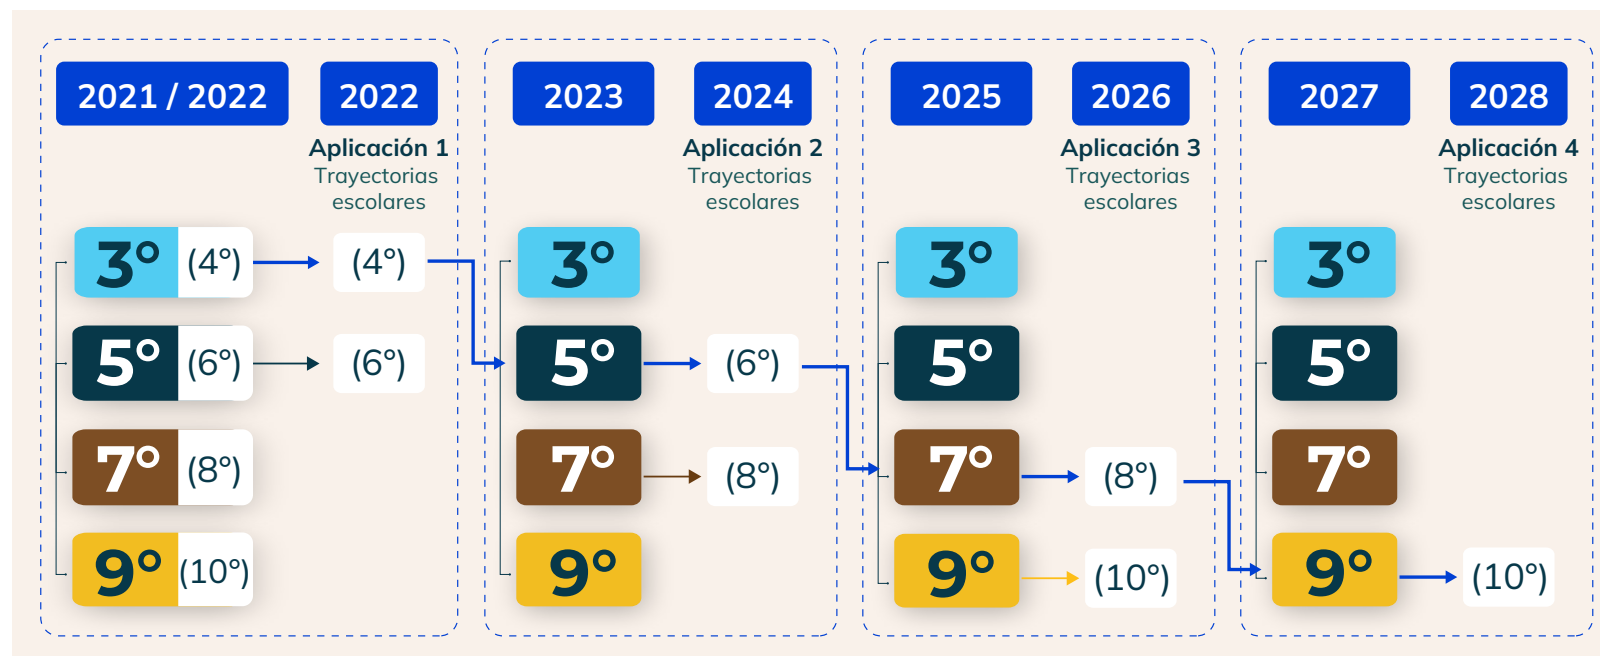 2021 / 2022
2022
Aplicación 1
Trayectorias
escolares
3° (4°)
(4°)
5° (6°)
(6°)
7° (8°)
9° (10°)
2023
2024
Aplicación 2
Trayectorias
escolares
3°
5°
(6°)
7°
(8°)
9°
2025
2026
Aplicación 3
Trayectorias
escolares
3°
5°
7°
(8°)
9°
(10°)
2027
2028
Aplicación 4
Trayectorias
escolares
3°
5°
7°
9°
(10°)